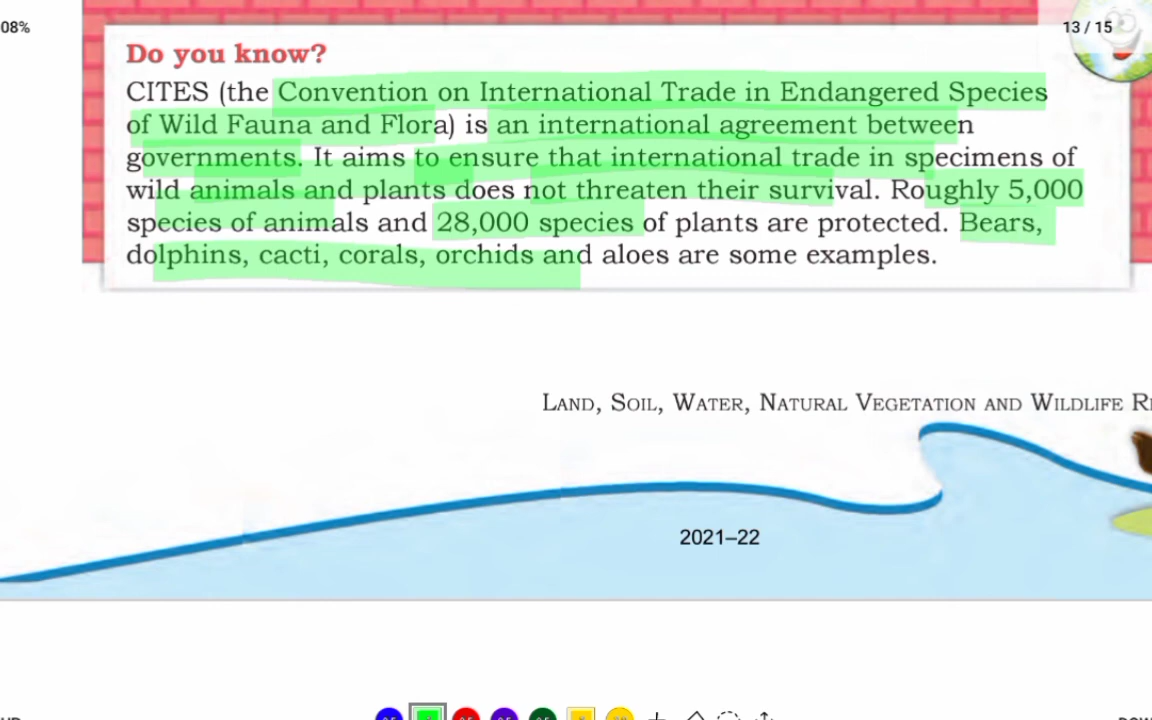 08%
13 / 15
Do you know?
CITES (the Convention on International Trade in Endangered Species
of Wild Fauna and Flora) is an international agreement between
governments. It aims to ensure that international trade in specimens of
wild animals and plants does not threaten their survival. Roughly 5,000
species of animals and 28,000 species of plants are protected. Bears,
dolphins, cacti, corals, orchids and aloes are some examples.
LAND, SOIL, WATER, NATURAL VEGETATION AND WILDLIFE
2021–22